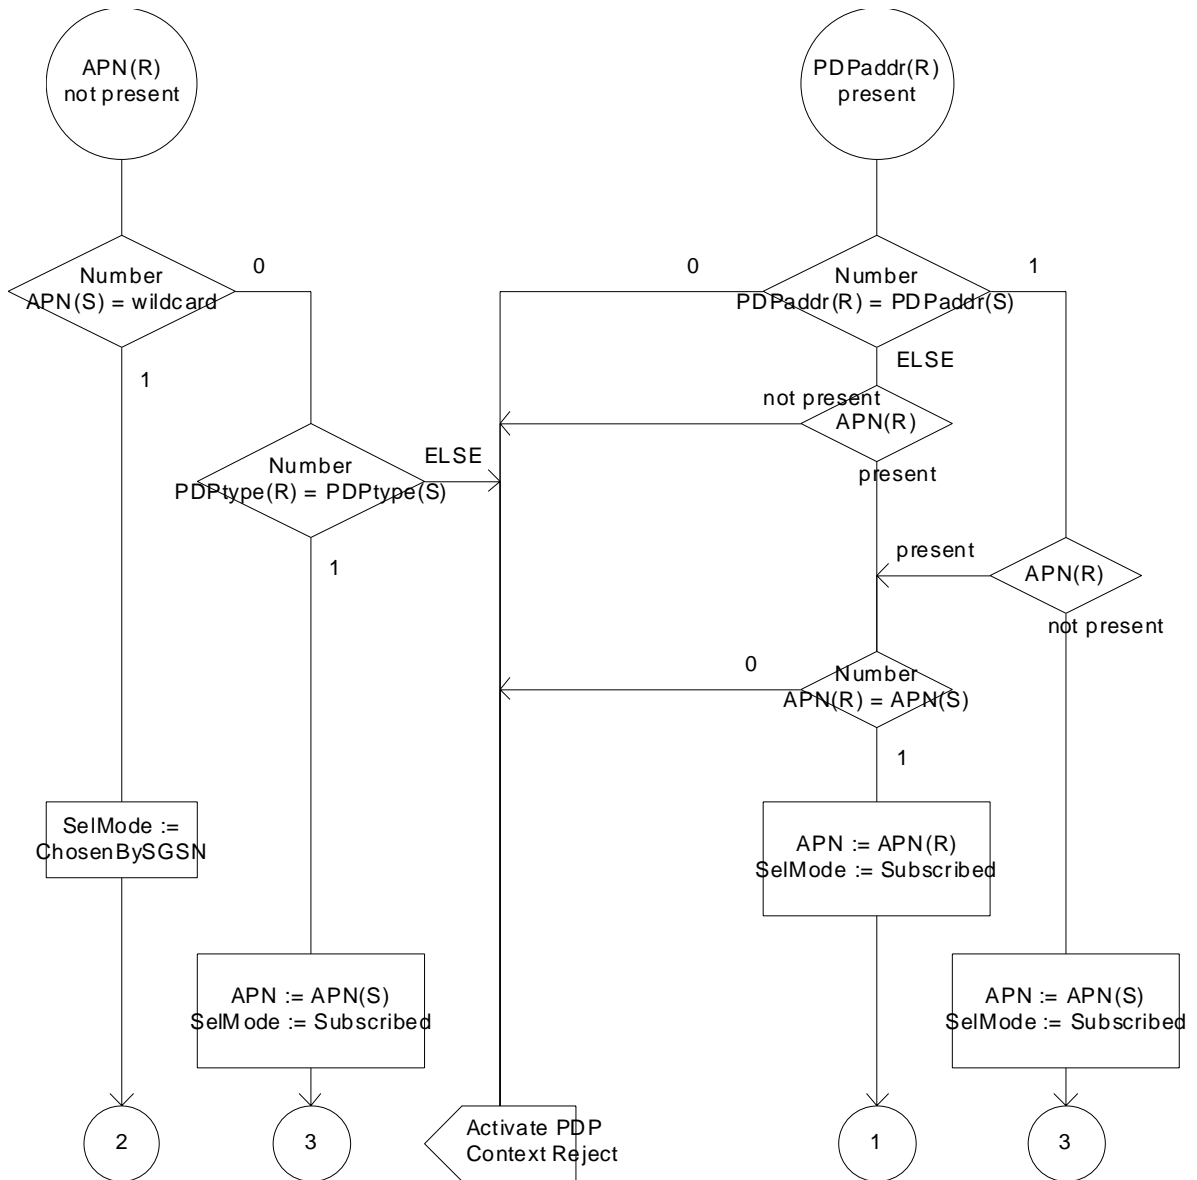 APN(R)
not present
PDPaddr(R)
present
Number
APN(S) = wildcard
0
1
0
Number
PDPaddr(R) = PDPaddr(S)
1
ELSE
not present
APN(R)
present
Number
PDPtype(R) = PDPtype(S)
ELSE
1
present
APN(R)
not present
0
Number
APN(R) = APN(S)
1
SelMode :=
ChosenBySGSN
APN := APN(R)
SelMode := Subscribed
APN := APN(S)
SelMode := Subscribed
APN := APN(S)
SelMode := Subscribed
2
3
Activate PDP
Context Reject
1
3